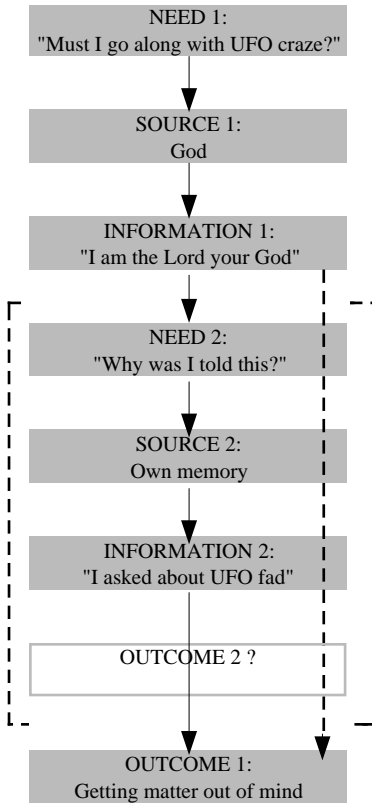 NEED 1:
"Must I go along with UFO craze?"
SOURCE 1:
God
INFORMATION 1:
"I am the Lord your God"
NEED 2:
"Why was I told this?"
SOURCE 2:
Own memory
INFORMATION 2:
"I asked about UFO fad"
OUTCOME 2 ?
OUTCOME 1:
Getting matter out of mind